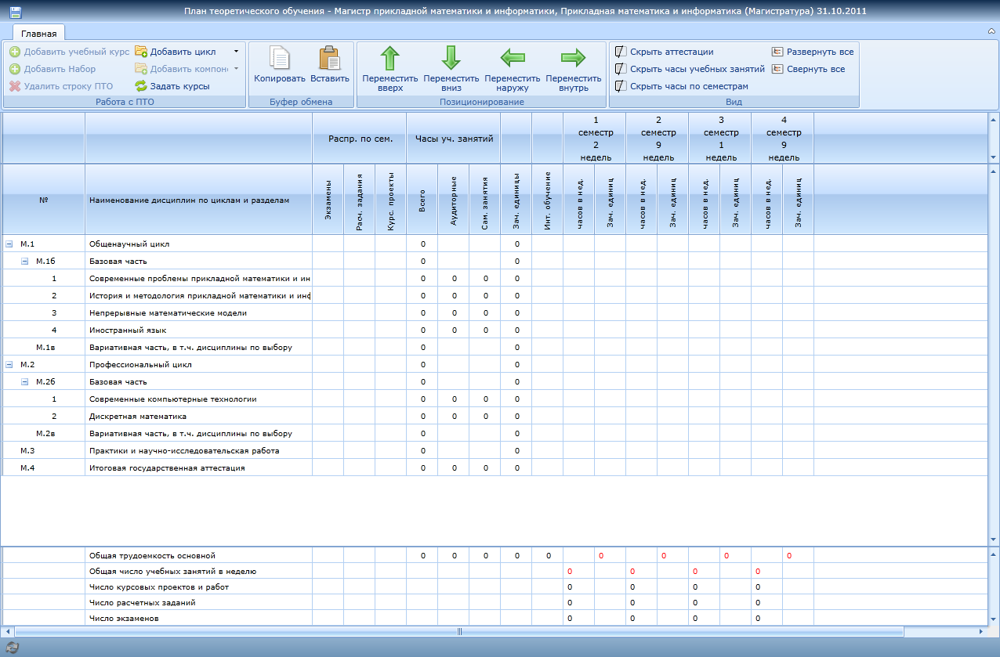 План теоретического обучения - Магистр прикладной математики и информатики, Прикладная математика и информатика (Магистратура) 31.10.2011
Главная
Добавить учебный курс
Добавить Набор
Удалить строку ПТО
Добавить цикл
Добавить компон
Задать курсы
Работа с ПТО
Копировать
Вставить
Буфер обмена
Переместить вверх
Переместить вниз
Переместить наружу
Переместить внутрь
Позиционирование
Скрыть аттестации
Скрыть часы учебных занятий
Скрыть часы по семестрам
Развернуть все
Свернуть все
Вид
Распр. по сем.
Часы уч. занятий
1 семестр 2 недель
2 семестр 9 недель
3 семестр 1 недель
4 семестр 9 недель
№
Наименование дисциплин по циклам и разделам
Экзамены
Расч. задания
Курс. проекты
Всего
Аудиторные
Сам. занятия
Зач. единицы
Инт. обучение
часов в нед.
Зач. единиц
часов в нед.
Зач. единиц
часов в нед.
Зач. единиц
часов в нед.
Зач. единиц
М.1 Общенаучный цикл 0 0
М.1б Базовая часть 0 0
1 Современные проблемы прикладной математики и ин 0 0 0 0
2 История и методология прикладной математики и инф 0 0 0 0
3 Непрерывные математические модели 0 0 0 0
4 Иностранный язык 0 0 0 0
М.1в Вариативная часть, в т.ч. дисциплины по выбору 0 0
М.2 Профессиональный цикл 0 0
М.2б Базовая часть 0 0
1 Современные компьютерные технологии 0 0 0 0
2 Дискретная математика 0 0 0 0
М.2в Вариативная часть, в т.ч. дисциплины по выбору 0 0
М.3 Практики и научно-исследовательская работа 0 0
М.4 Итоговая государственная аттестация 0 0 0 0
Общая трудоемкость основной 0 0 0 0 0 0 0 0 0
Общая число учебных занятий в неделю 0 0 0 0
Число курсовых проектов и работ 0 0 0 0
Число расчетных заданий 0 0 0 0
Число экзаменов 0 0 0 0